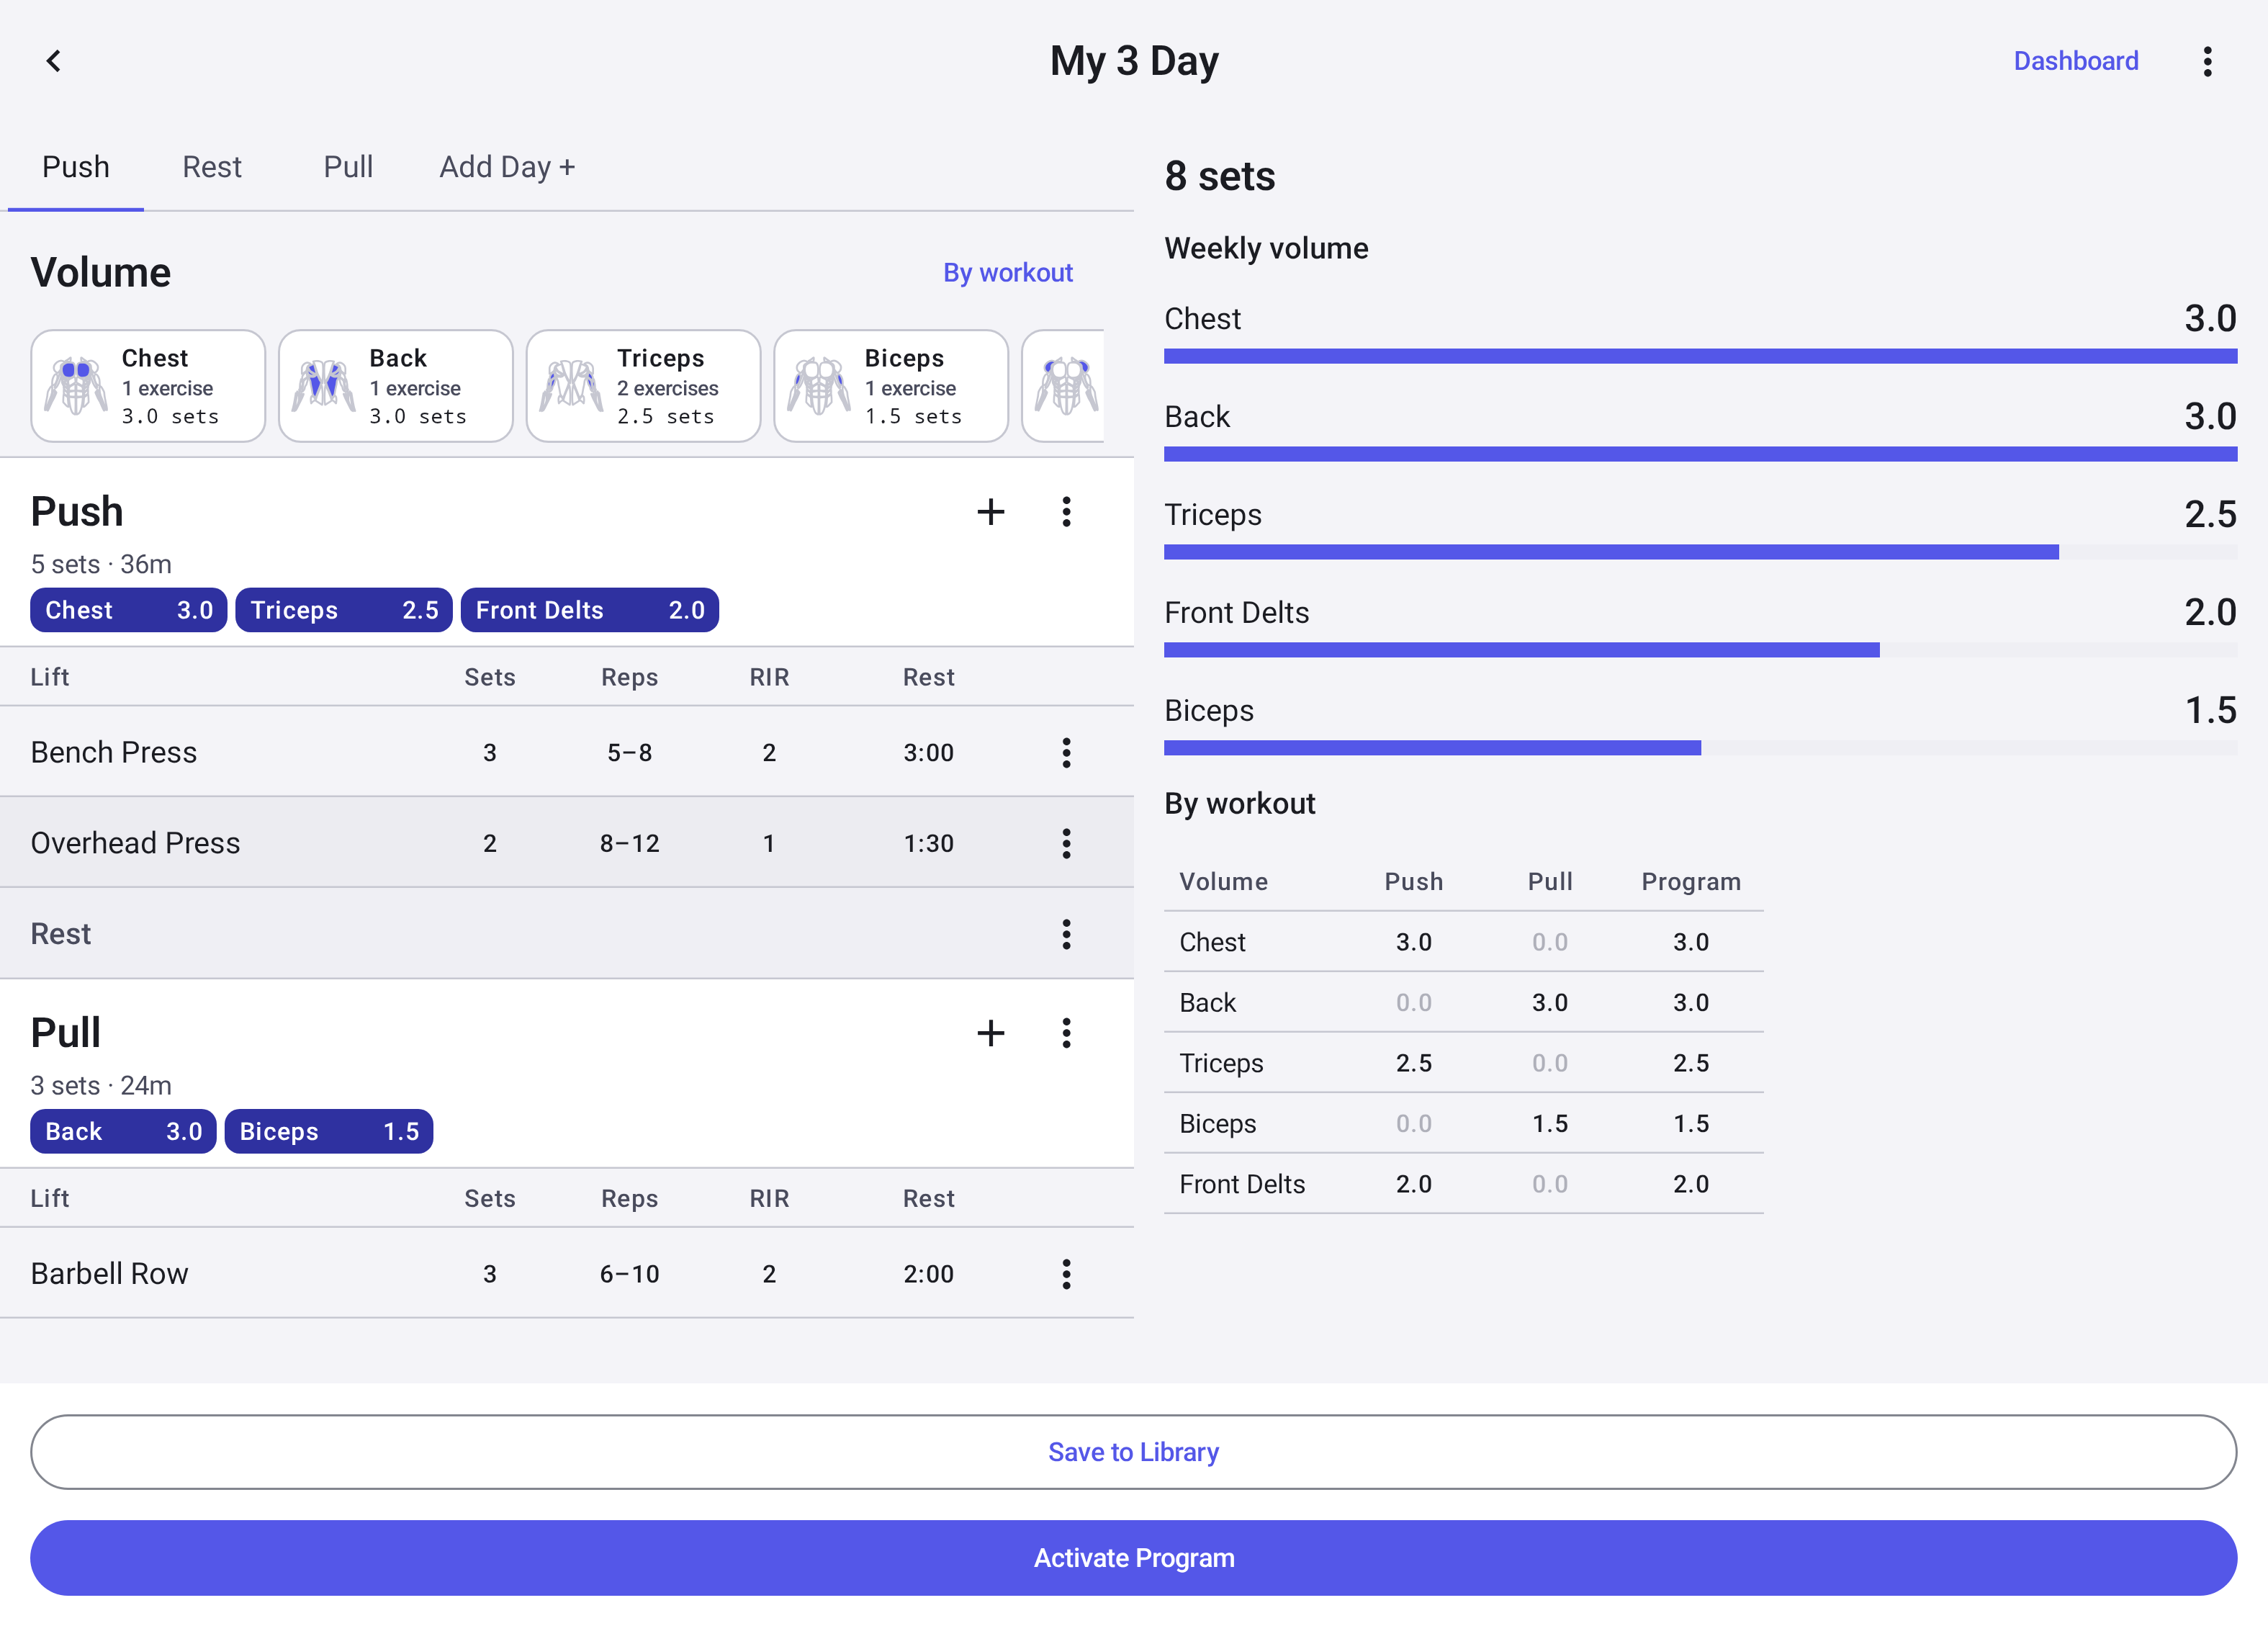 My 3 Day
Dashboard
Push Rest Pull Add Day +
Volume By workout
Chest
1 exercise
3.0 sets
Back
1 exercise
3.0 sets
Triceps
2 exercises
2.5 sets
Biceps
1 exercise
1.5 sets
Push
5 sets · 36m
Chest 3.0 Triceps 2.5 Front Delts 2.0
Lift Sets Reps RIR Rest
Bench Press 3 5–8 2 3:00
Overhead Press 2 8–12 1 1:30
Rest
Pull
3 sets · 24m
Back 3.0 Biceps 1.5
Lift Sets Reps RIR Rest
Barbell Row 3 6–10 2 2:00
8 sets
Weekly volume
Chest 3.0
Back 3.0
Triceps 2.5
Front Delts 2.0
Biceps 1.5
By workout
Volume Push Pull Program
Chest 3.0 0.0 3.0
Back 0.0 3.0 3.0
Triceps 2.5 0.0 2.5
Biceps 0.0 1.5 1.5
Front Delts 2.0 0.0 2.0
Save to Library
Activate Program